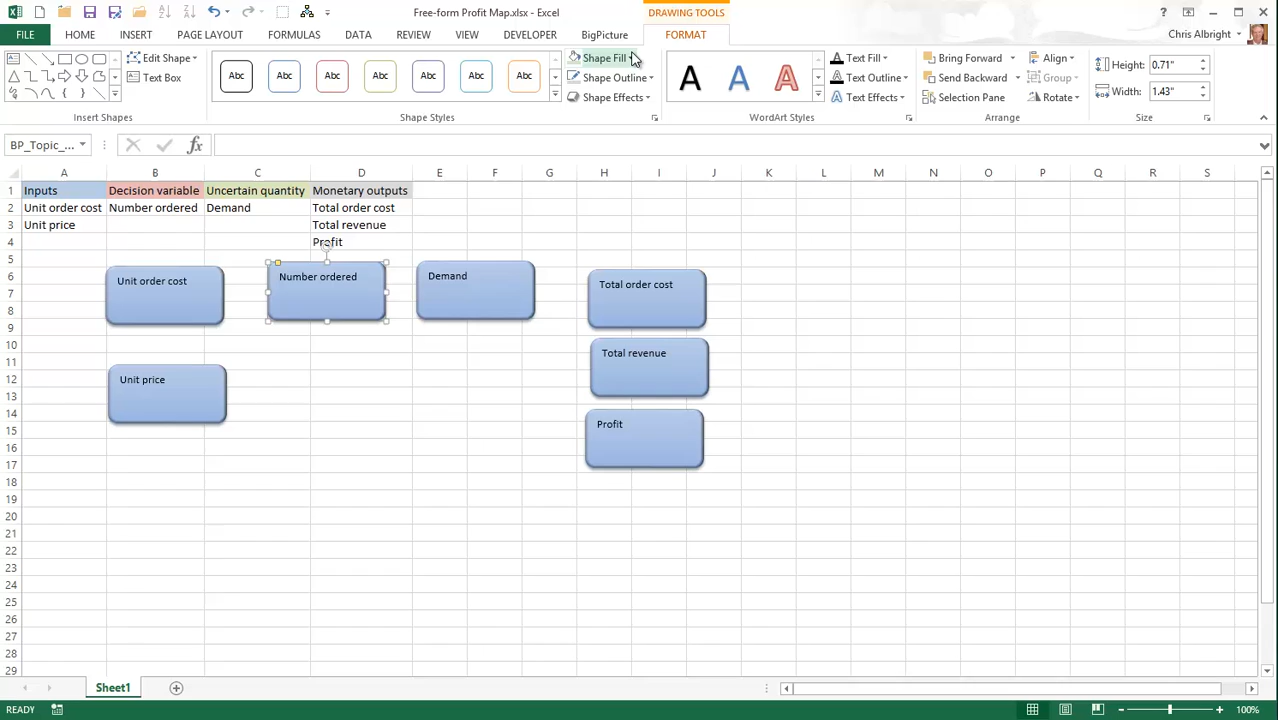 Free-form Profit Map.xlsx - Excel
DRAWING TOOLS
?
FILE
HOME
INSERT
PAGE LAYOUT
FORMULAS
DATA
REVIEW
VIEW
DEVELOPER
BigPicture
FORMAT
Chris Albright
Edit Shape
Text Box
Insert Shapes
Abc Abc Abc Abc Abc Abc Abc
Shape Fill
Shape Outline
Shape Effects
Shape Styles
A A A
Text Fill
Text Outline
Text Effects
WordArt Styles
Bring Forward
Send Backward
Selection Pane
Align
Group
Rotate
Arrange
Height: 0.71"
Width: 1.43"
Size
BP_Topic_...
fx
A B C D E F G H I J K L M N O P Q R S
1 Inputs Decision variable Uncertain quantity Monetary outputs
2 Unit order cost Number ordered Demand Total order cost
3 Unit price Total revenue
4 Profit
5
6
7
8
9
10
11
12
13
14
15
16
17
18
19
20
21
22
23
24
25
26
27
28
29
Unit order cost
Number ordered
Demand
Total order cost
Total revenue
Unit price
Profit
Sheet1
READY
100%